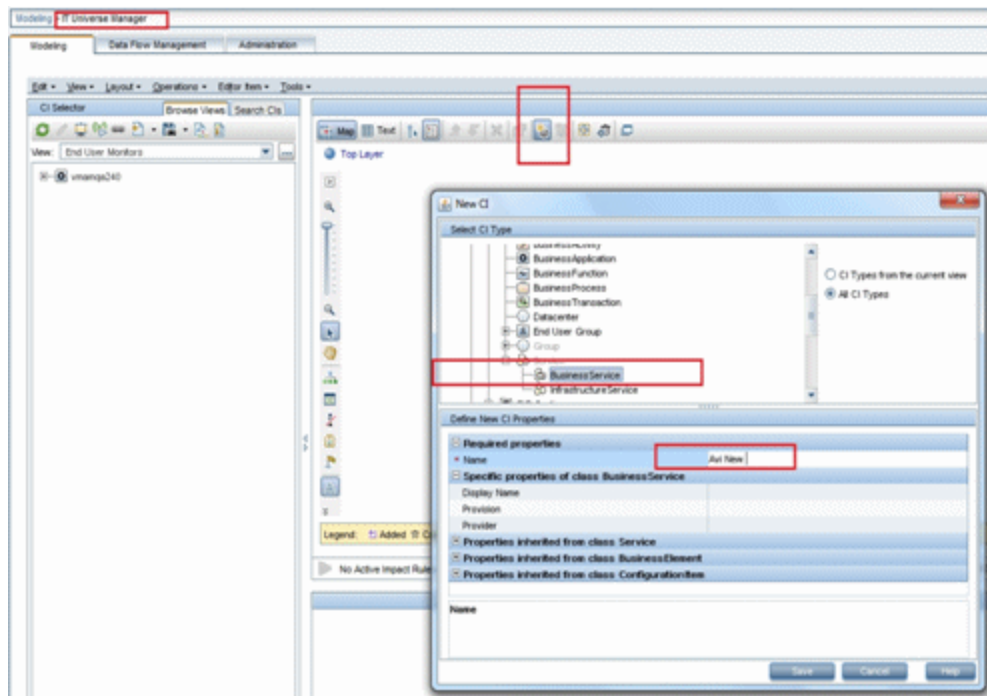 Modeling > IT Universe Manager
Modeling Data Flow Management Administration
Edit View Layout Operations Editor Item Tools
CI Selector Browse Views Search CIs
View: End User Monitors ...
vmamqa240
Map Text
Top Layer
New CI
Select CI Type
BusinessActivity
BusinessApplication
BusinessFunction
BusinessProcess
BusinessTransaction
Datacenter
End User Group
Group
Service
BusinessService
InfrastructureService
CI Types from the current view
All CI Types
Define New CI Properties
Required properties
* Name Avi New
Specific properties of class BusinessService
Display Name
Provision
Provider
Properties inherited from class Service
Properties inherited from class BusinessElement
Properties inherited from class ConfigurationItem
Name
Save Cancel Help
Legend: Added
No Active Impact Rule